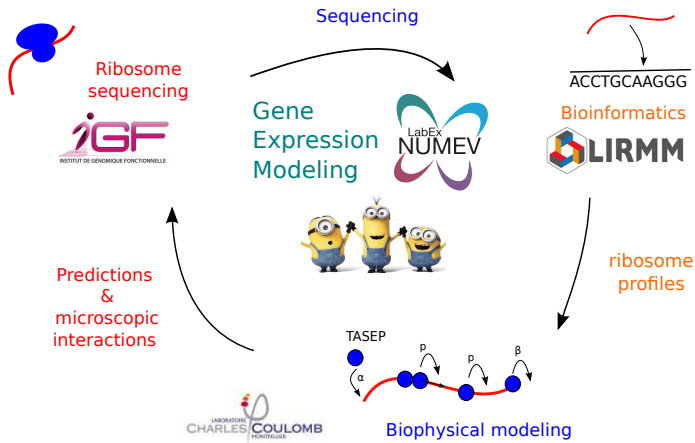 Sequencing
Ribosome
sequencing
iGF
INSTITUT DE GÉNOMIQUE FONCTIONNELLE
Gene
Expression
Modeling
LabEx
NUMEV
ACCTGCAAGGG
Bioinformatics
LIRMM
ribosome
profiles
Predictions
&
microscopic
interactions
TASEP
α
p
p
β
LABORATOIRE
CHARLES COULOMB
MONTPELLIER
Biophysical modeling